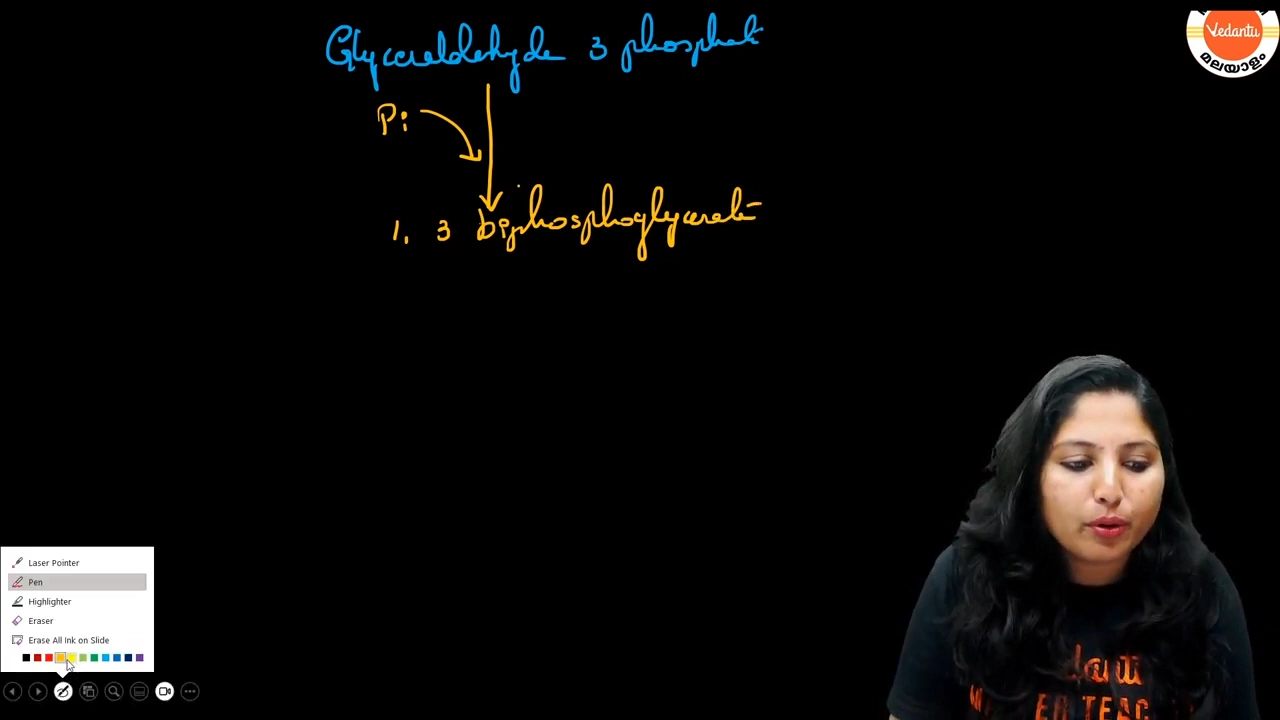 Glyceraldehyde 3 phosphate
Vedantu
മലയാളം
Pi
1, 3 biphosphoglycerate
Laser Pointer
Pen
Highlighter
Eraser
Erase All Ink on Slide